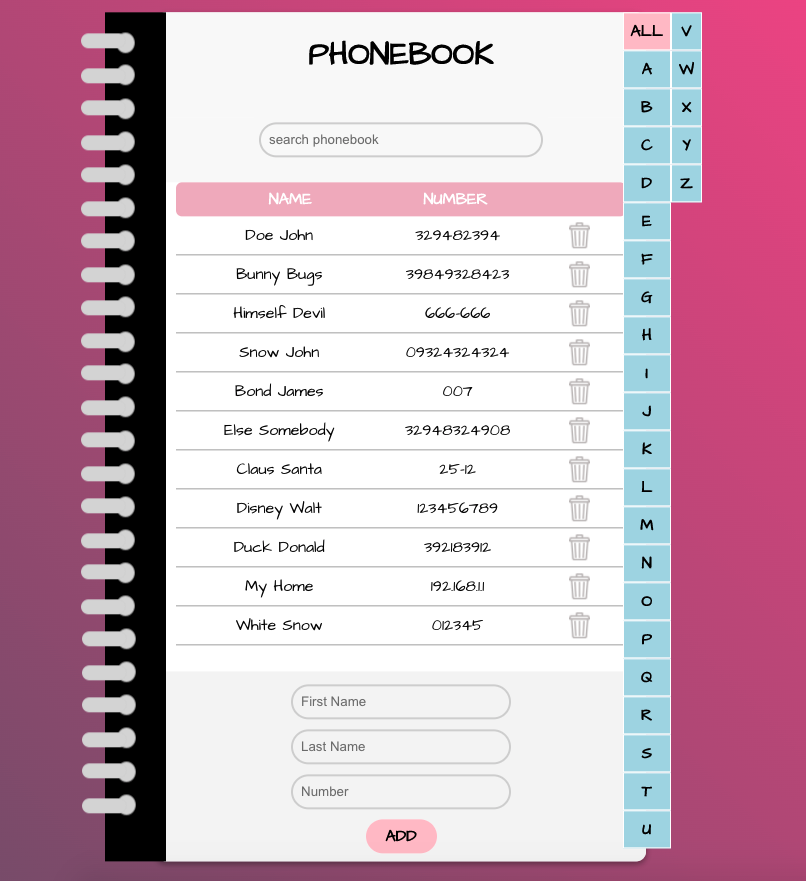 PHONEBOOK
search phonebook
NAME NUMBER
Doe John 329482394
Bunny Bugs 39849328423
Himself Devil 666-666
Snow John 09324324324
Bond James 007
Else Somebody 32948324908
Claus Santa 25-12
Disney Walt 123456789
Duck Donald 392183912
My Home 192.168.1.1
White Snow 012345
First Name
Last Name
Number
ADD
ALL
A
B
C
D
E
F
G
H
I
J
K
L
M
N
O
P
Q
R
S
T
U
V
W
X
Y
Z